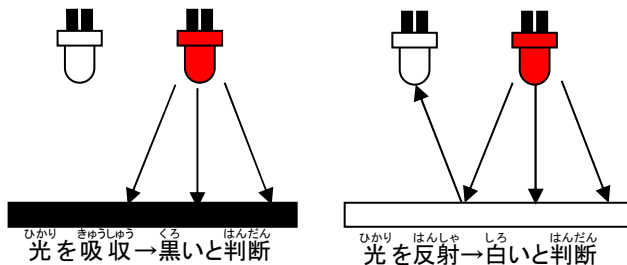 ひかり きゅうしゅう くろ はんだん
光を吸収→黒いと判断
ひかり はんしゃ しろ はんだん
光を反射→白いと判断